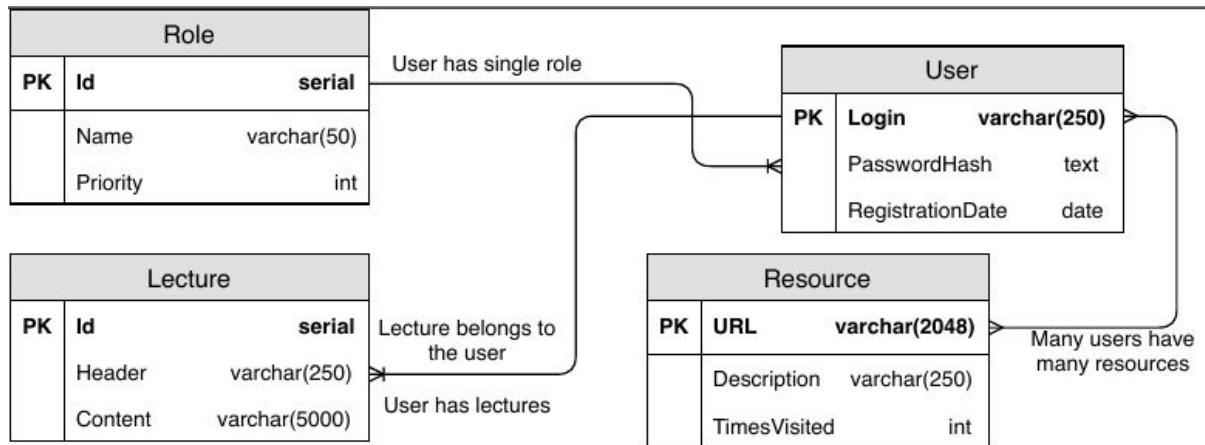 Role
PK Id serial
Name varchar(50)
Priority int
User has single role
User
PK Login varchar(250)
PasswordHash text
RegistrationDate date
Lecture
PK Id serial
Header varchar(250)
Content varchar(5000)
Lecture belongs to
the user
User has lectures
Resource
PK URL varchar(2048)
Description varchar(250)
TimesVisited int
Many users have
many resources